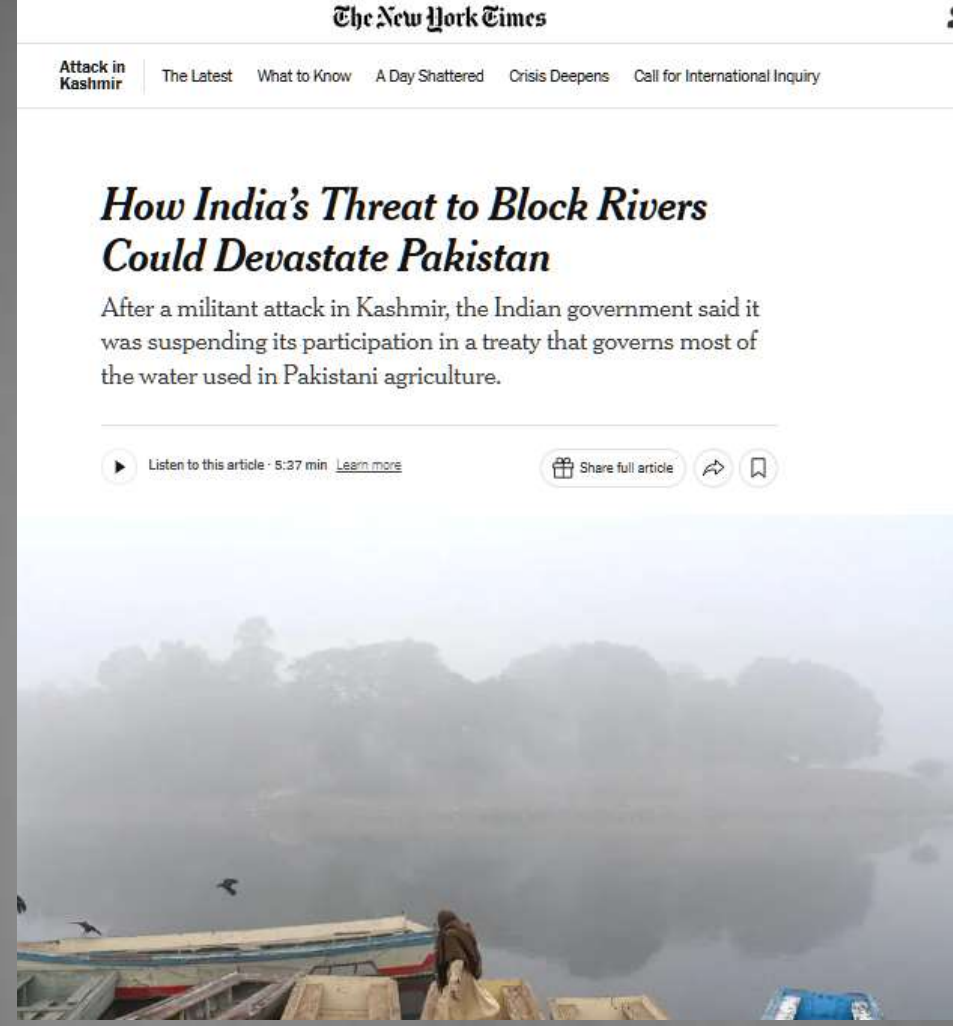 The New York Times
Attack in
Kashmir
The Latest
What to Know
A Day Shattered
Crisis Deepens
Call for International Inquiry
How India's Threat to Block Rivers
Could Devastate Pakistan
After a militant attack in Kashmir, the Indian government said it
was suspending its participation in a treaty that governs most of
the water used in Pakistani agriculture.
Listen to this article · 5:37 min Learn more
Share full article